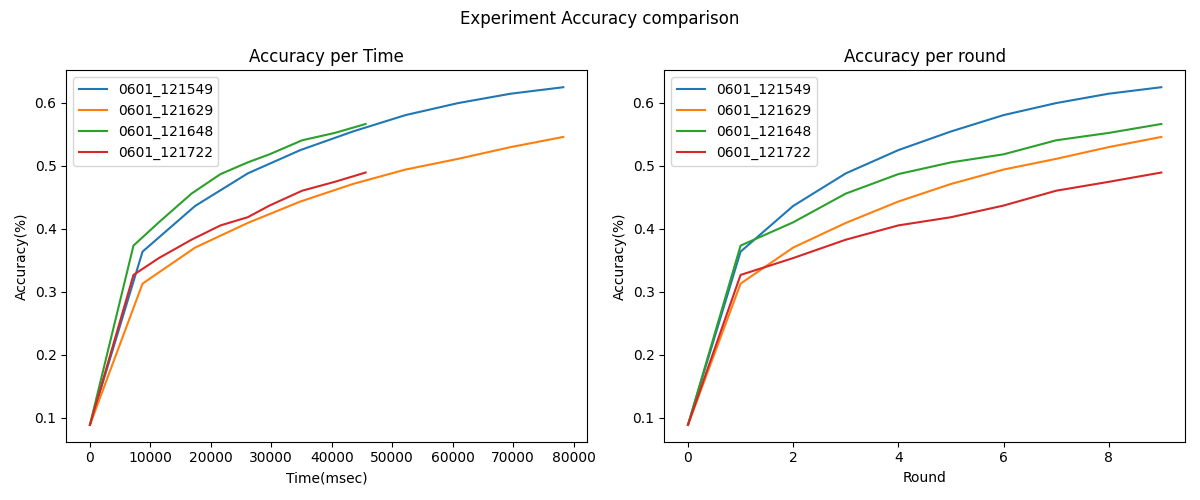 Experiment Accuracy comparison
Accuracy per Time
0601_121549
0601_121629
0601_121648
0601_121722
Accuracy(%)
0.6
0.5
0.4
0.3
0.2
0.1
0 10000 20000 30000 40000 50000 60000 70000 80000
Time(msec)
Accuracy per round
0601_121549
0601_121629
0601_121648
0601_121722
Accuracy(%)
0.6
0.5
0.4
0.3
0.2
0.1
0 2 4 6 8
Round